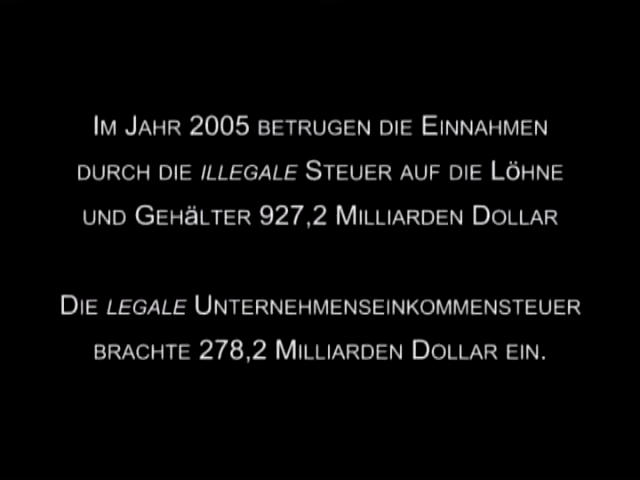 Im Jahr 2005 betrugen die Einnahmen
durch die illegale Steuer auf die Löhne
und Gehälter 927,2 Milliarden Dollar
Die legale Unternehmenseinkommensteuer
brachte 278,2 Milliarden Dollar ein.